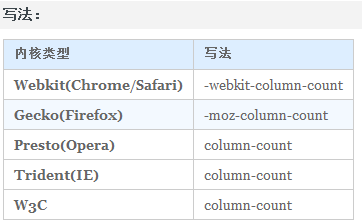 写法：
内核类型 写法
Webkit(Chrome/Safari) -webkit-column-count
Gecko(Firefox) -moz-column-count
Presto(Opera) column-count
Trident(IE) column-count
W3C column-count